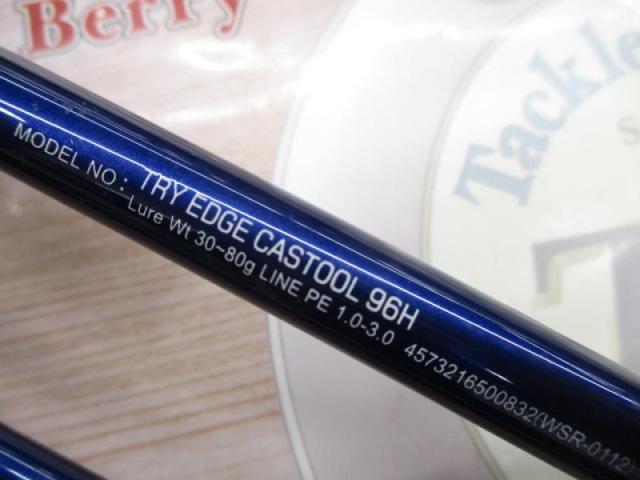 Berry
Tackle
S
T
MODEL NO : TRY EDGE CASTOOL 96H
Lure Wt 30~80g LINE PE 1.0-3.0 4573216500832(WSR-0112)